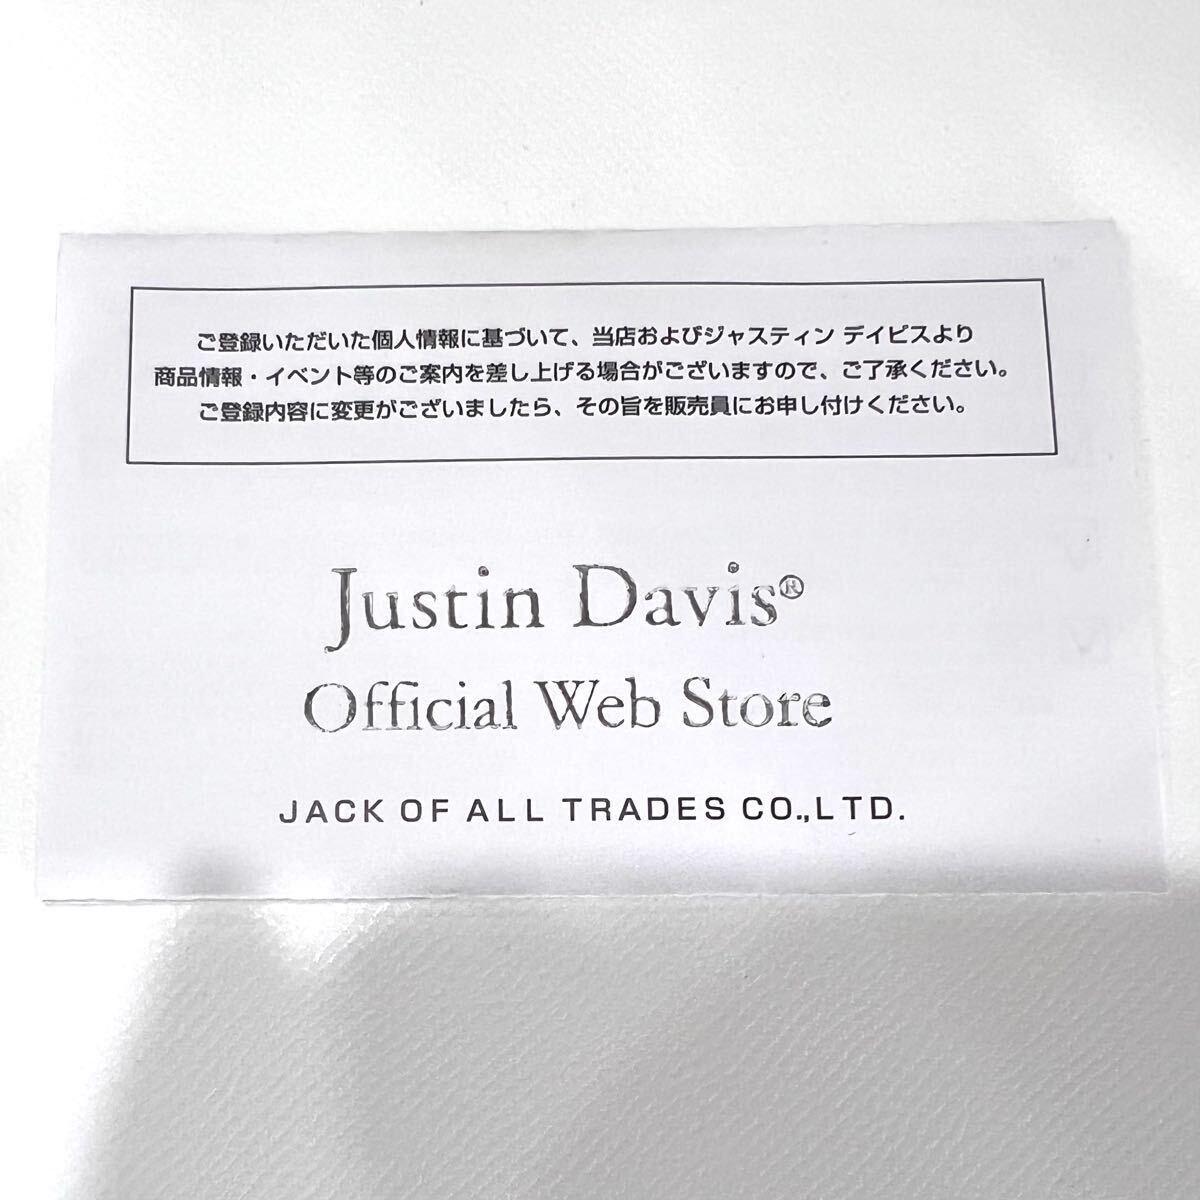 ご登録いただいた個人情報に基づいて、当店およびジャスティン デイビスより
商品情報・イベント等のご案内を差し上げる場合がございますので、ご了承ください。
ご登録内容に変更がございましたら、その旨を販売員にお申し付けください。
Justin Davis®
Official Web Store
JACK OF ALL TRADES CO.,LTD.